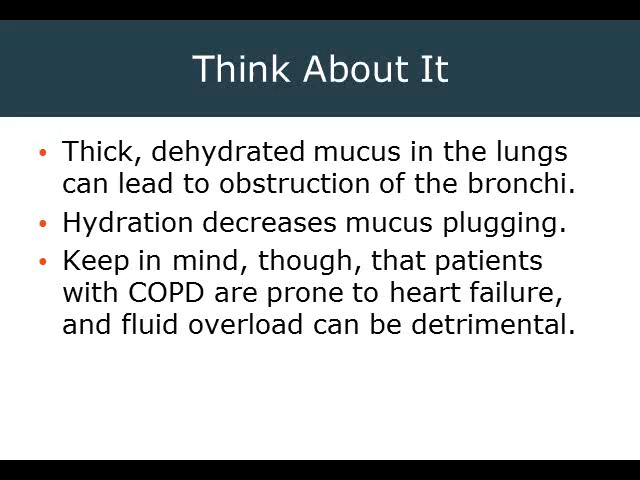 Think About It
• Thick, dehydrated mucus in the lungs
can lead to obstruction of the bronchi.
• Hydration decreases mucus plugging.
• Keep in mind, though, that patients
with COPD are prone to heart failure,
and fluid overload can be detrimental.